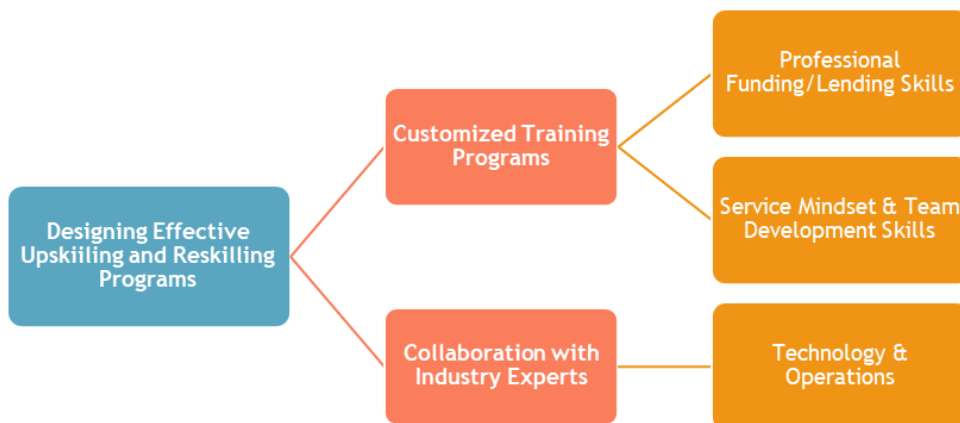 Designing Effective
Upskiiling and Reskilling
Programs
Customized Training
Programs
Professional
Funding/Lending Skills
Service Mindset & Team
Development Skills
Collaboration with
Industry Experts
Technology &
Operations